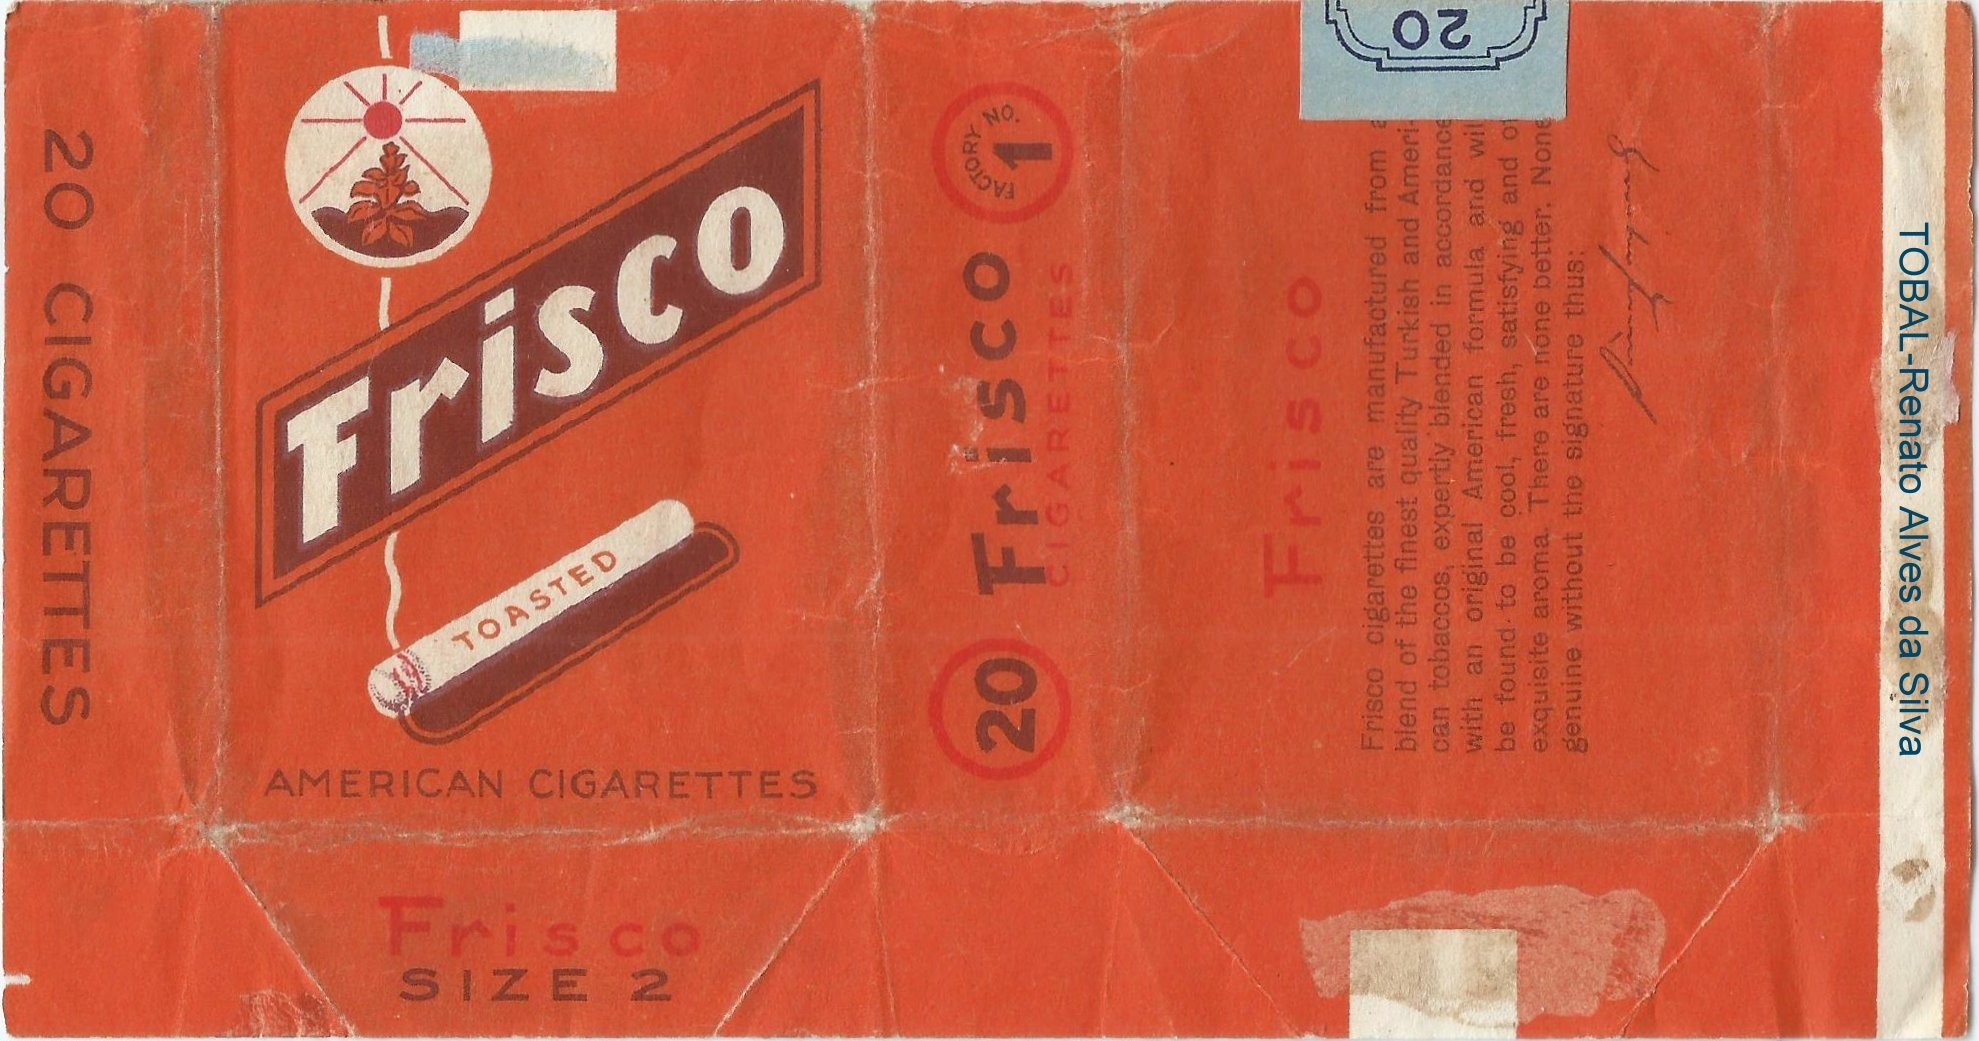 20 CIGARETTES
Frisco
TOASTED
AMERICAN CIGARETTES
Frisco
SIZE 2
FACTORY NO.
1
Frisco
CIGARETTES
20
20
Frisco
Frisco cigarettes are manufactured from a
blend of the finest quality Turkish and Ameri-
can tobaccos, expertly blended in accordance
with an original American formula and wil
be found to be cool, fresh, satisfying and of
exquisite aroma. There are none better. None
genuine without the signature thus:
TOBAL-Renato Alves da Silva